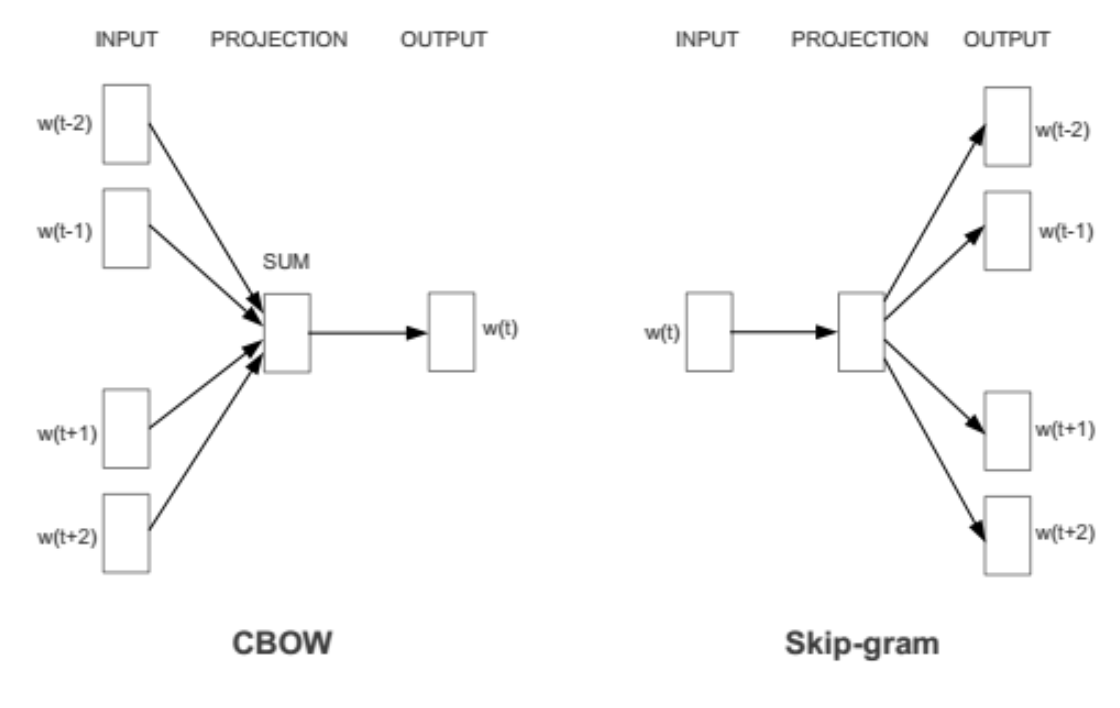 INPUT PROJECTION OUTPUT
w(t-2)
w(t-1)
SUM
w(t)
w(t+1)
w(t+2)
CBOW
INPUT PROJECTION OUTPUT
w(t-2)
w(t-1)
w(t)
w(t+1)
w(t+2)
Skip-gram